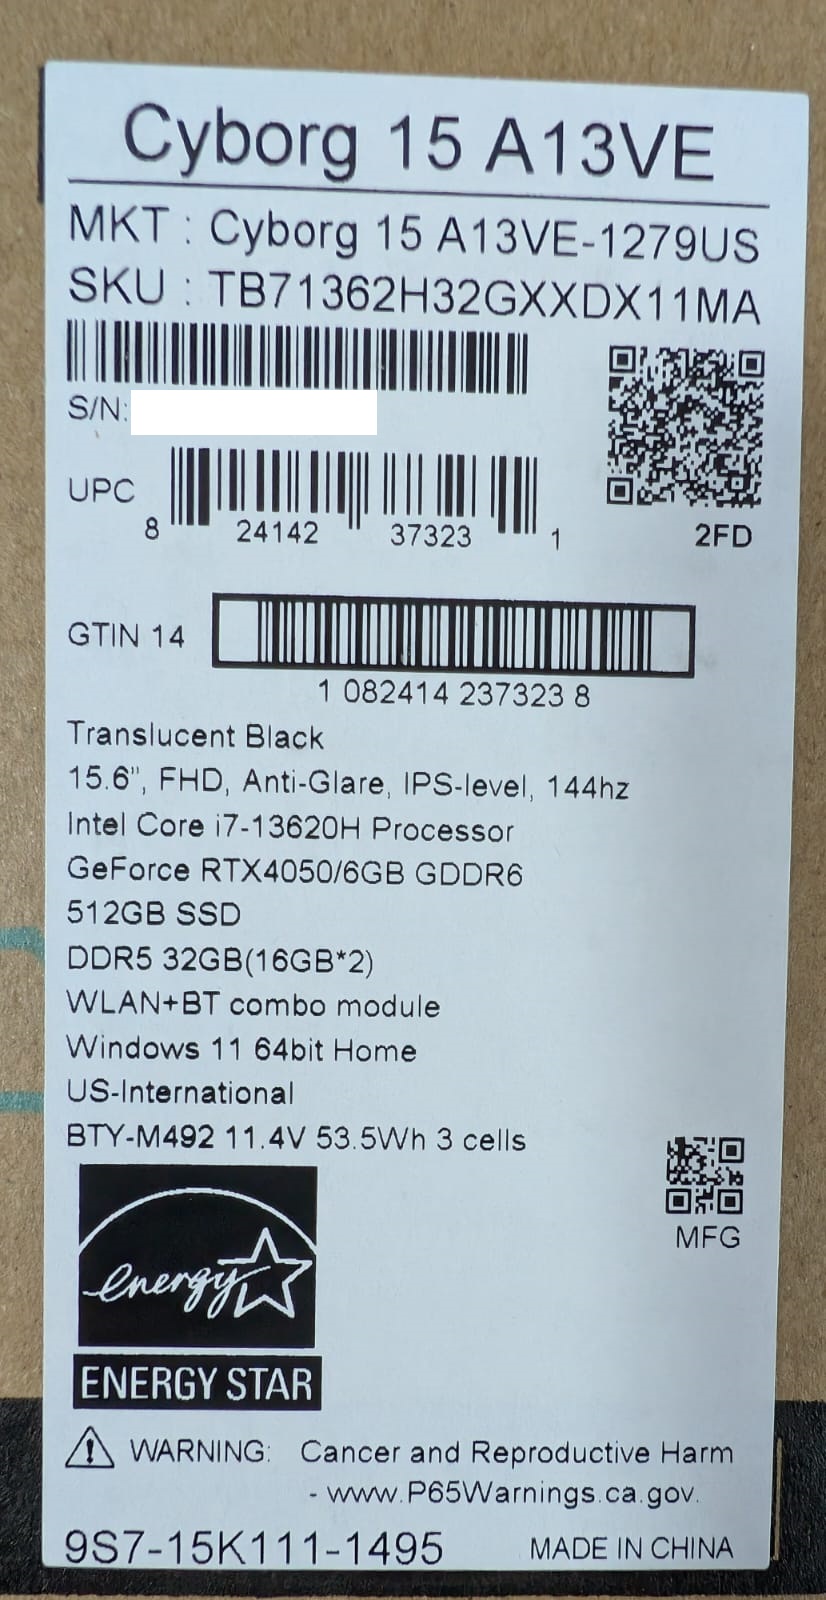 Cyborg 15 A13VE
MKT : Cyborg 15 A13VE-1279US
SKU : TB71362H32GXXDX11MA
S/N:
2FD
UPC
8 24142 37323 1
GTIN 14
1 082414 237323 8
Translucent Black
15.6", FHD, Anti-Glare, IPS-level, 144hz
Intel Core i7-13620H Processor
GeForce RTX4050/6GB GDDR6
512GB SSD
DDR5 32GB(16GB*2)
WLAN+BT combo module
Windows 11 64bit Home
US-International
BTY-M492 11.4V 53.5Wh 3 cells
MFG
energy
ENERGY STAR
WARNING: Cancer and Reproductive Harm
- www.P65Warnings.ca.gov.
9S7-15K111-1495
MADE IN CHINA